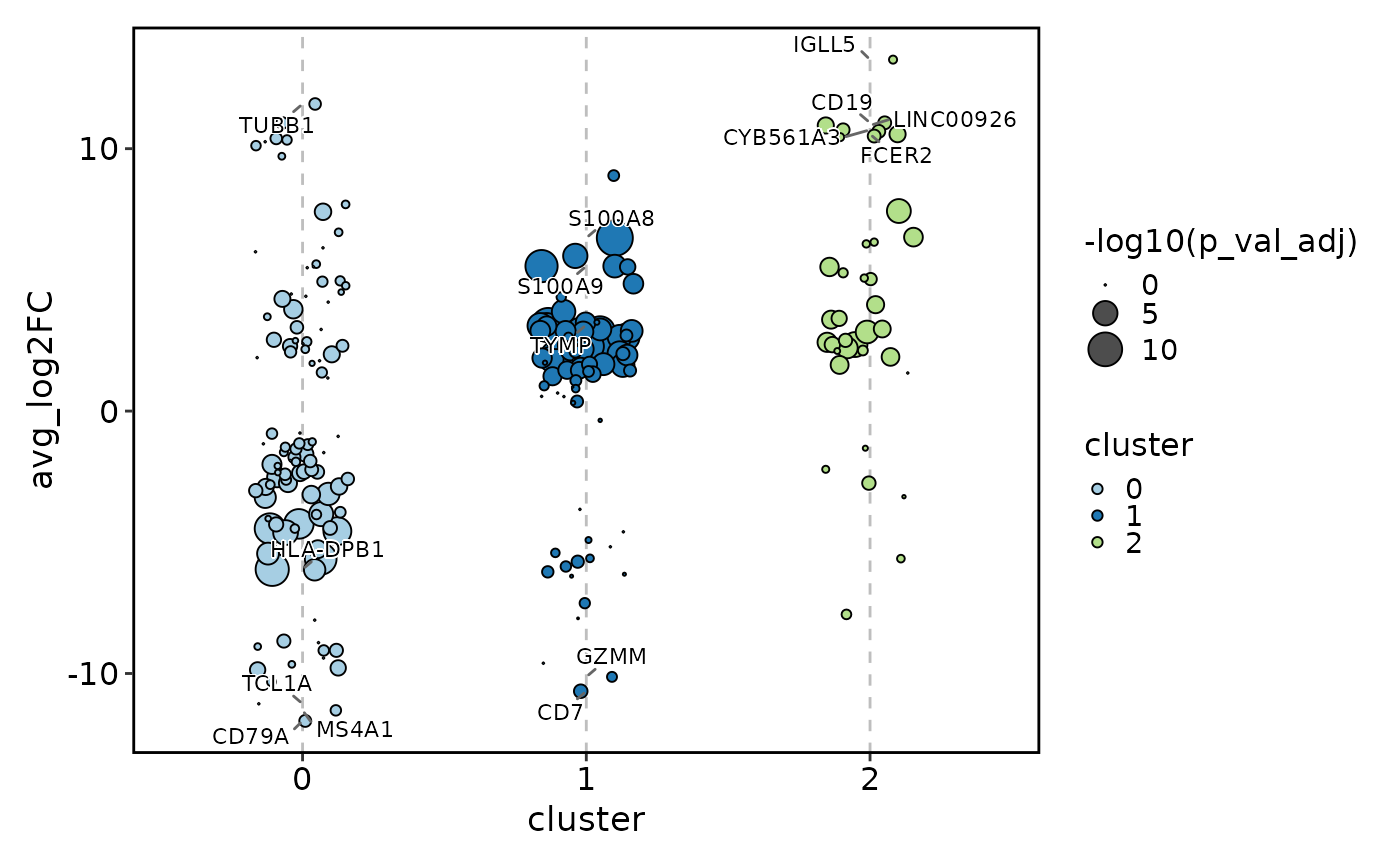 IGLL5
CD19
TUBB1
LINC00926
CYB561A3
FCER2
10
S100A8
S100A9
TYMP
0
HLA-DPB1
GZMM
-10
TCL1A
CD7
MS4A1
CD79A
avg_log2FC
0
1
2
cluster
-log10(p_val_adj)
0
5
10
cluster
0
1
2